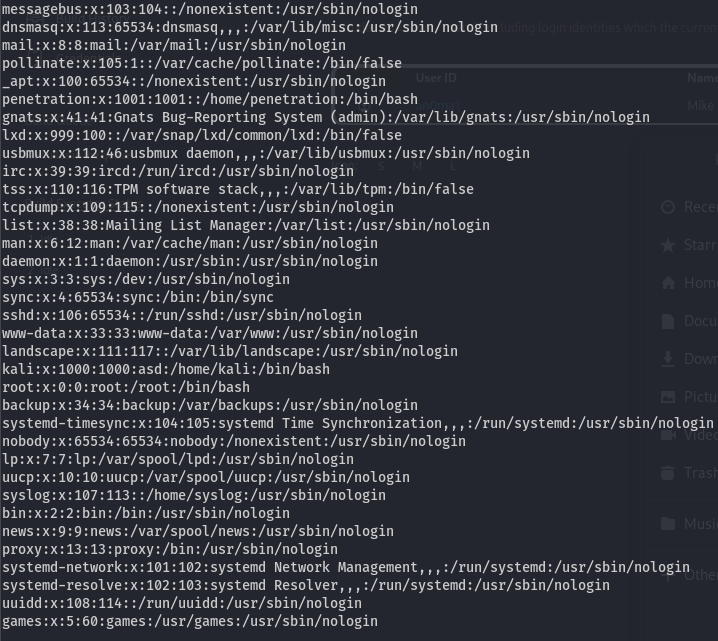 messagebus:x:103:104::/nonexistent:/usr/sbin/nologin
dnsmasq:x:113:65534:dnsmasq,,,:/var/lib/misc:/usr/sbin/nologin
mail:x:8:8:mail:/var/mail:/usr/sbin/nologin
pollinate:x:105:1::/var/cache/pollinate:/bin/false
_apt:x:100:65534::/nonexistent:/usr/sbin/nologin
penetration:x:1001:1001::/home/penetration:/bin/bash
gnats:x:41:41:Gnats Bug-Reporting System (admin):/var/lib/gnats:/usr/sbin/nologin
lxd:x:999:100::/var/snap/lxd/common/lxd:/bin/false
usbmux:x:112:46:usbmux daemon,,,:/var/lib/usbmux:/usr/sbin/nologin
irc:x:39:39:ircd:/run/ircd:/usr/sbin/nologin
tss:x:110:116:TPM software stack,,,:/var/lib/tpm:/bin/false
tcpdump:x:109:115::/nonexistent:/usr/sbin/nologin
list:x:38:38:Mailing List Manager:/var/list:/usr/sbin/nologin
man:x:6:12:man:/var/cache/man:/usr/sbin/nologin
daemon:x:1:1:daemon:/usr/sbin:/usr/sbin/nologin
sys:x:3:3:sys:/dev:/usr/sbin/nologin
sync:x:4:65534:sync:/bin:/bin/sync
sshd:x:106:65534::/run/sshd:/usr/sbin/nologin
www-data:x:33:33:www-data:/var/www:/usr/sbin/nologin
landscape:x:111:117::/var/lib/landscape:/usr/sbin/nologin
kali:x:1000:1000:asd:/home/kali:/bin/bash
root:x:0:0:root:/root:/bin/bash
backup:x:34:34:backup:/var/backups:/usr/sbin/nologin
systemd-timesync:x:104:105:systemd Time Synchronization,,,:/run/systemd:/usr/sbin/nologin
nobody:x:65534:65534:nobody:/nonexistent:/usr/sbin/nologin
lp:x:7:7:lp:/var/spool/lpd:/usr/sbin/nologin
uucp:x:10:10:uucp:/var/spool/uucp:/usr/sbin/nologin
syslog:x:107:113::/home/syslog:/usr/sbin/nologin
bin:x:2:2:bin:/bin:/usr/sbin/nologin
news:x:9:9:news:/var/spool/news:/usr/sbin/nologin
proxy:x:13:13:proxy:/bin:/usr/sbin/nologin
systemd-network:x:101:102:systemd Network Management,,,:/run/systemd:/usr/sbin/nologin
systemd-resolve:x:102:103:systemd Resolver,,,:/run/systemd:/usr/sbin/nologin
uuidd:x:108:114::/run/uuidd:/usr/sbin/nologin
games:x:5:60:games:/usr/games:/usr/sbin/nologin
login identities which the
User ID
Name
Mike